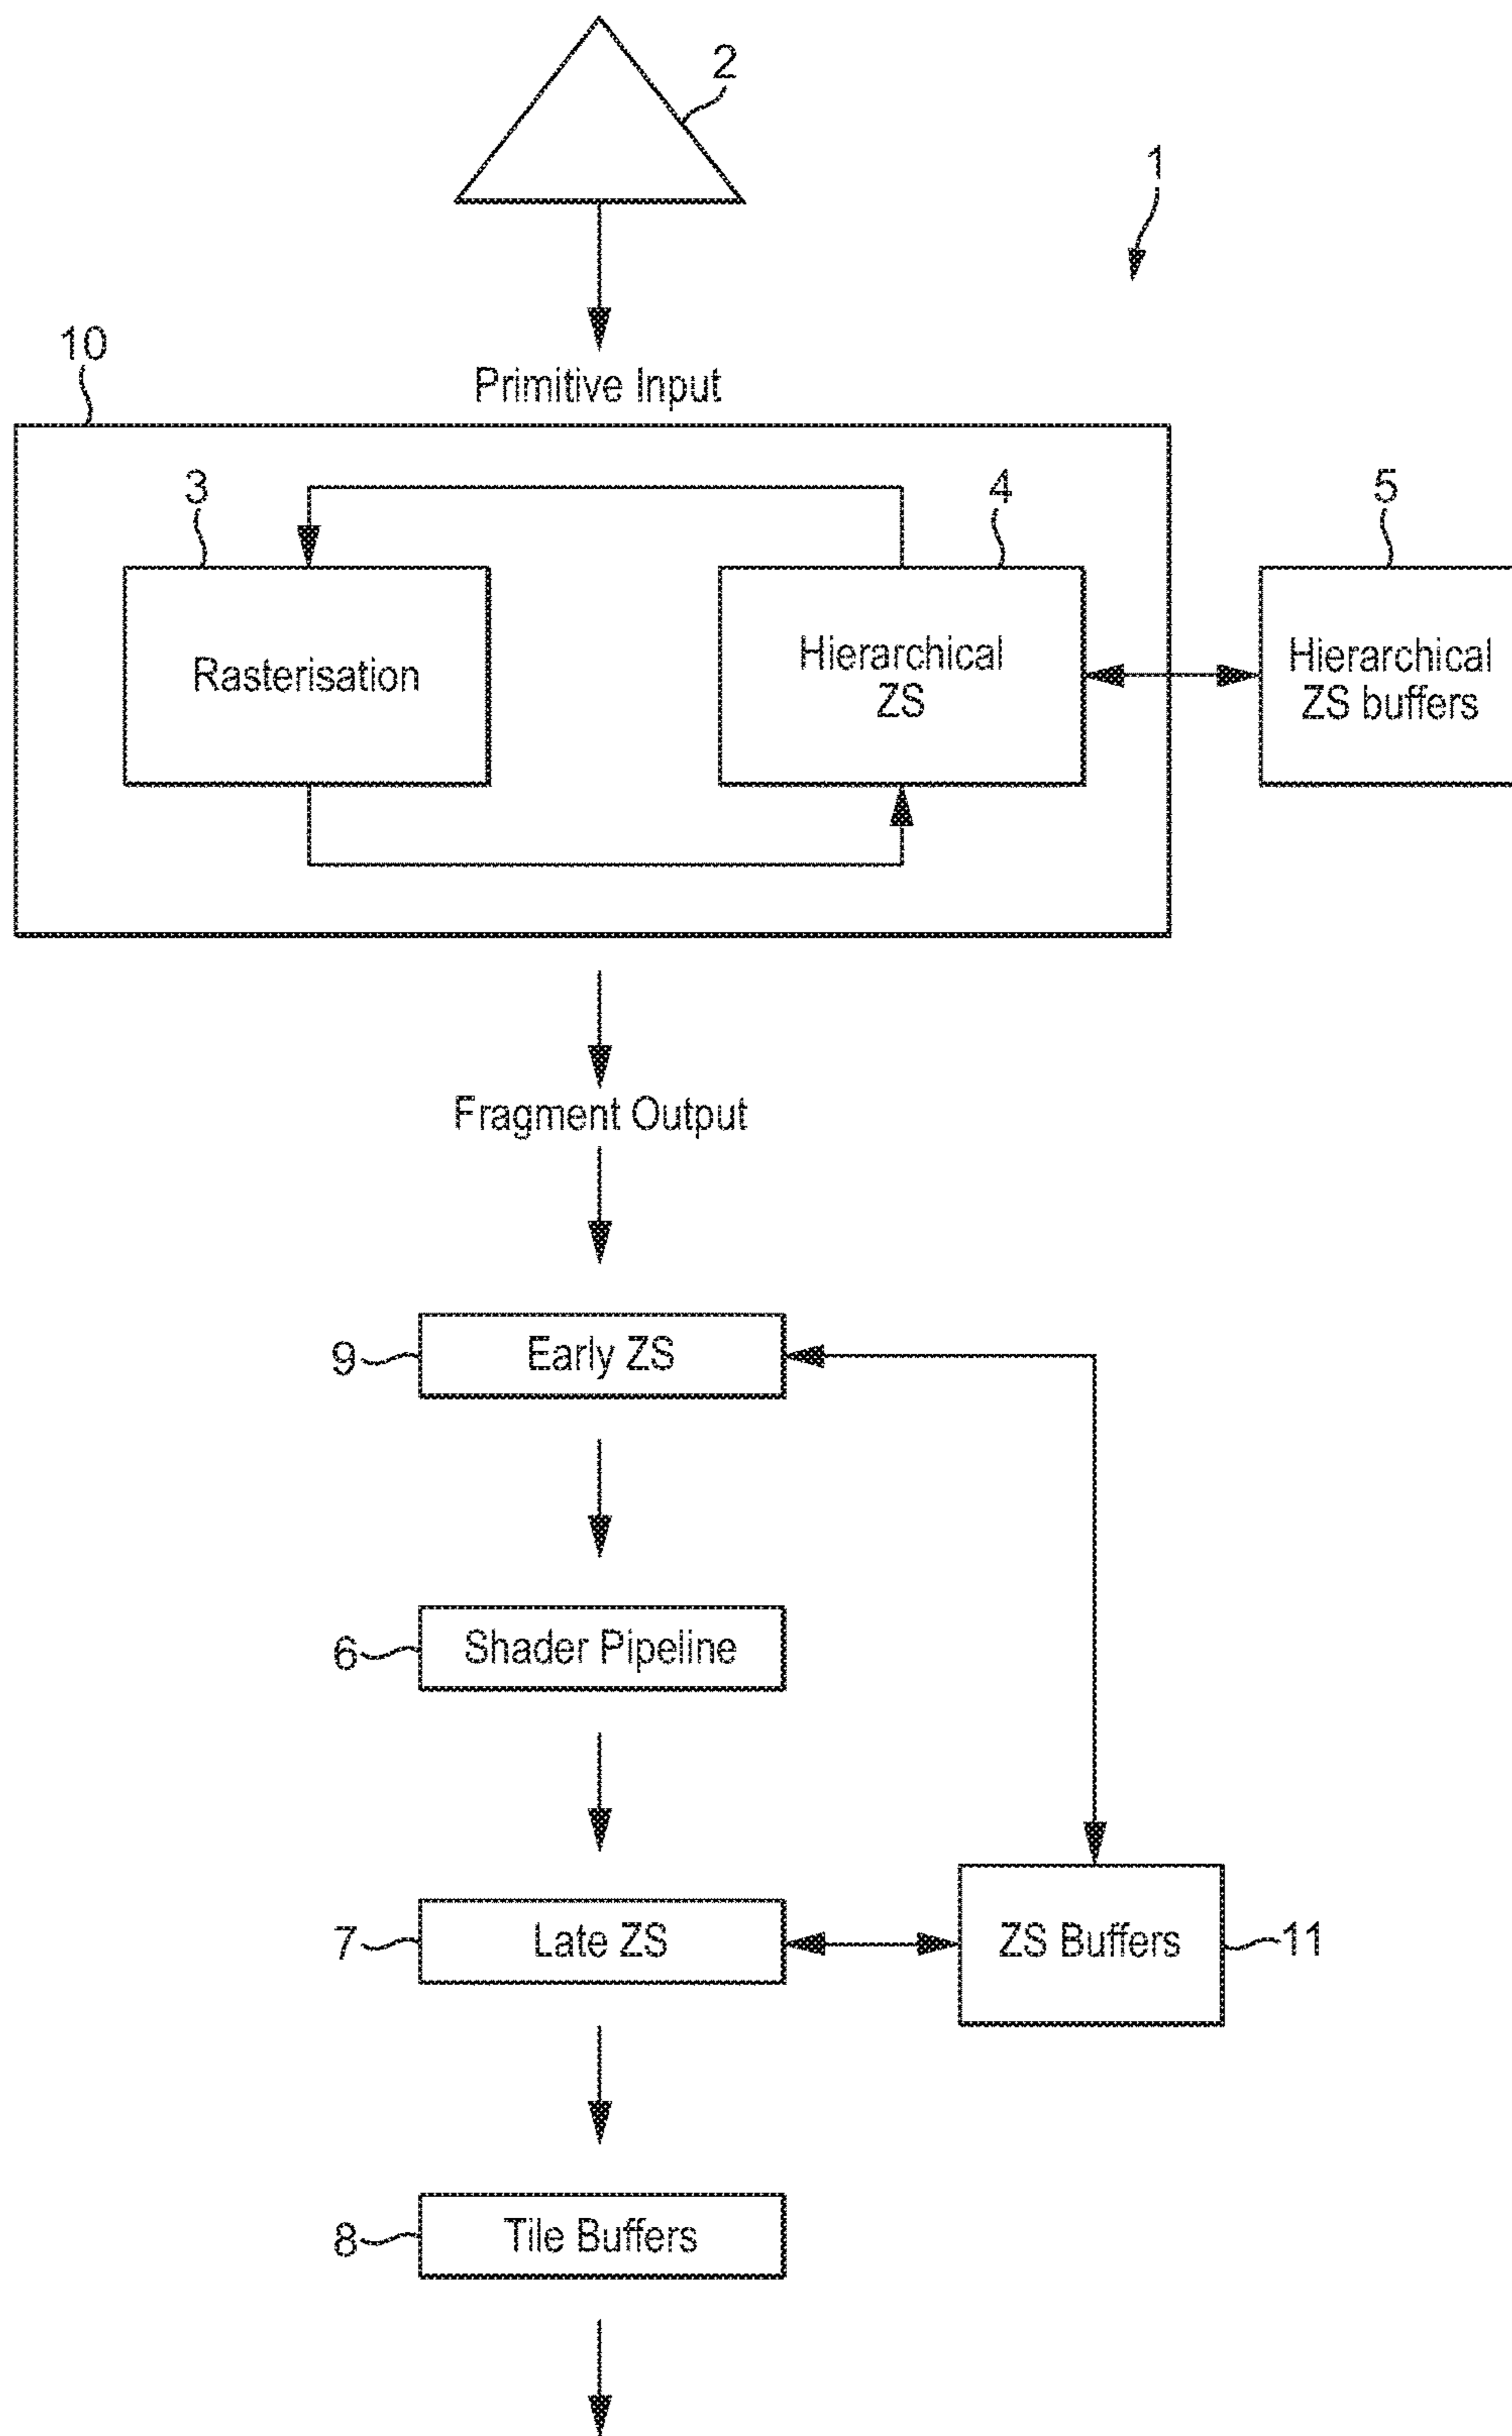 2
1
10
Primitive Input
3
4
5
Rasterisation
Hierarchical
ZS
Hierarchical
ZS buffers
Fragment Output
9
Early ZS
6
Shader Pipeline
7
Late ZS
ZS Buffers
11
8
Tile Buffers